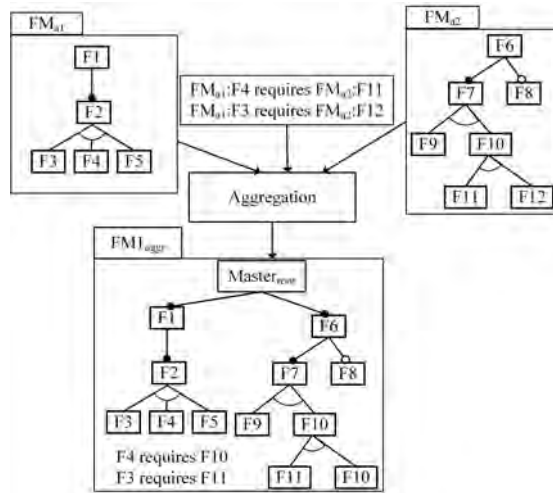 FMa1
F1
F2
F3 F4 F5
FMa1:F4 requires FMa2:F11
FMa1:F3 requires FMa2:F12
FMa2
F6
F7 F8
F9 F10
F11 F12
Aggregation
FM1aggr
Masterroot
F1 F6
F2 F7 F8
F3 F4 F5 F9 F10
F4 requires F10
F3 requires F11
F11 F10